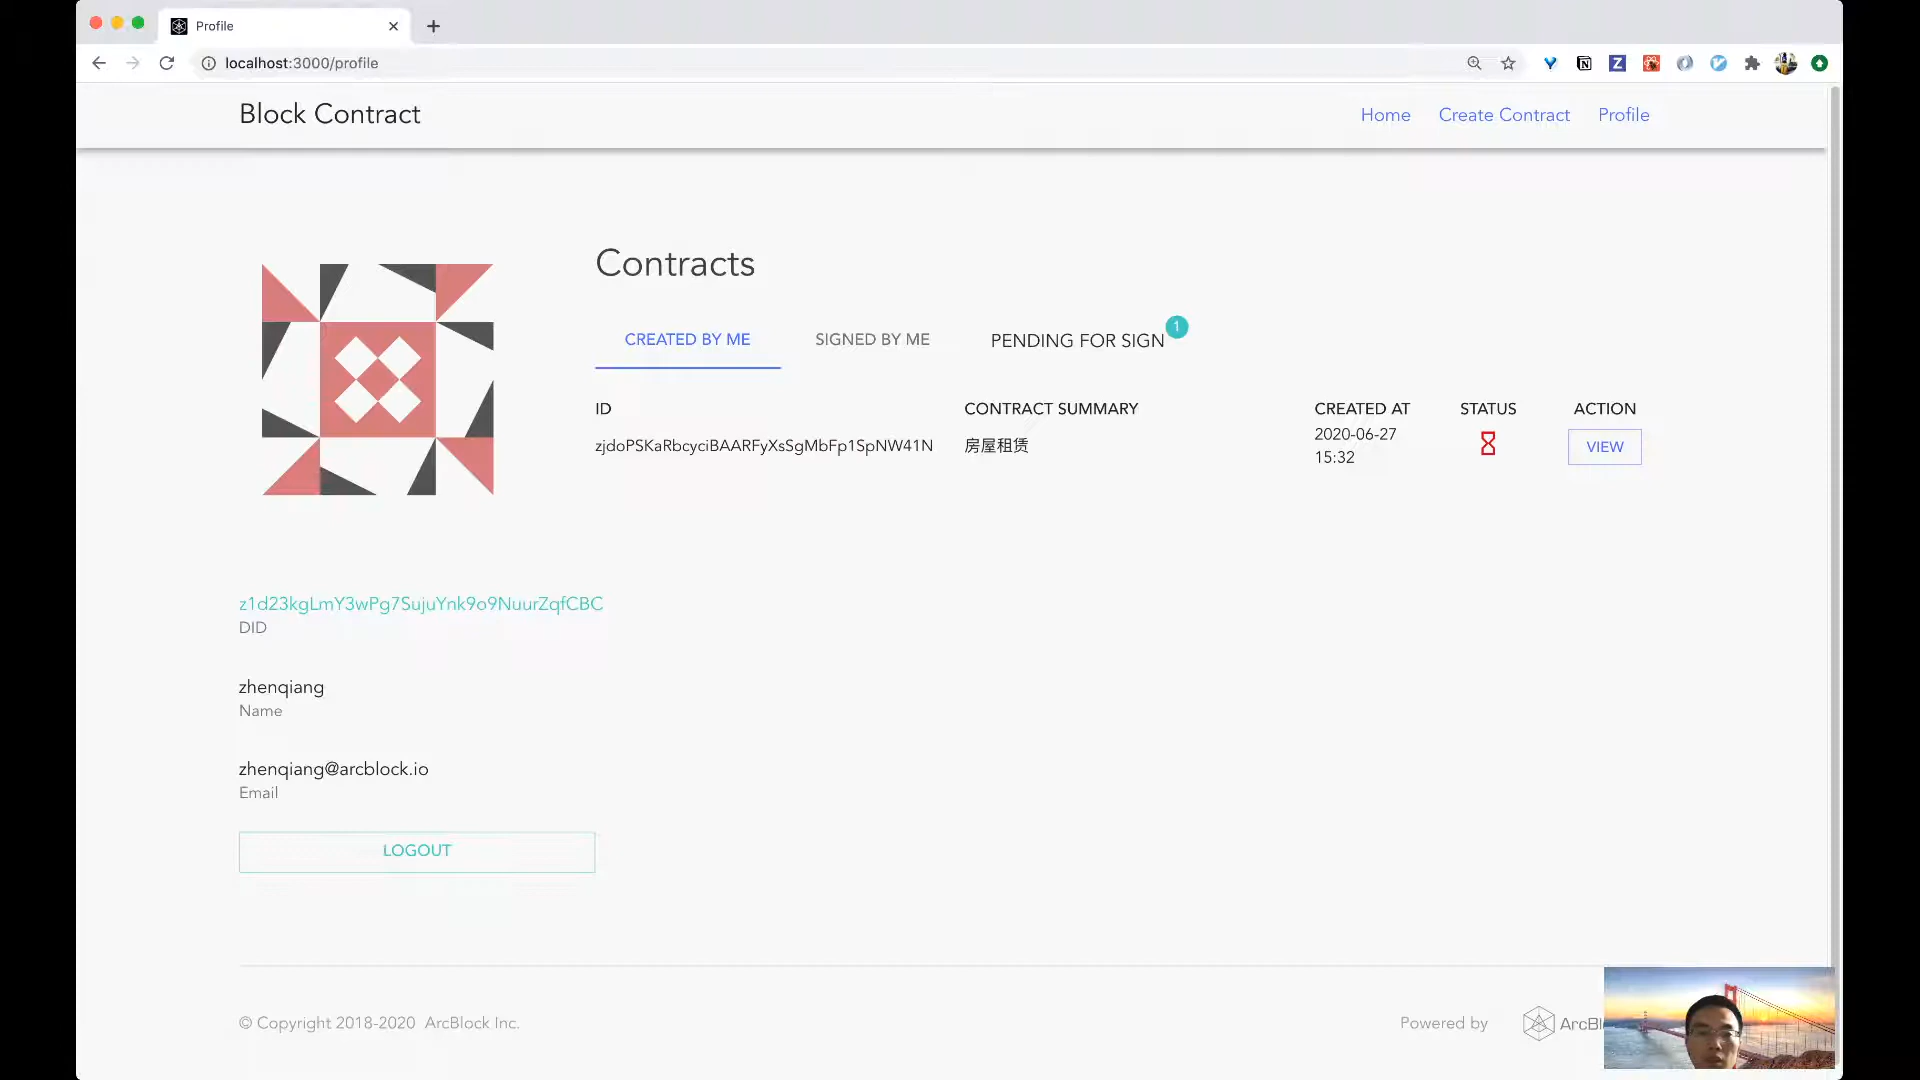 Profile
localhost:3000/profile
Block Contract
Home
Create Contract
Profile
Contracts
CREATED BY ME
SIGNED BY ME
PENDING FOR SIGN
1
ID
CONTRACT SUMMARY
CREATED AT
STATUS
ACTION
zjdoPSKaRbcyciBAARFyXsSgMbFp1SpNW41N
房屋租赁
2020-06-27
15:32
VIEW
z1d23kgLmY3wPg7SujuYnk9o9NuurZqfCBC
DID
zhenqiang
Name
zhenqiang@arcblock.io
Email
LOGOUT
© Copyright 2018-2020 ArcBlock Inc.
Powered by